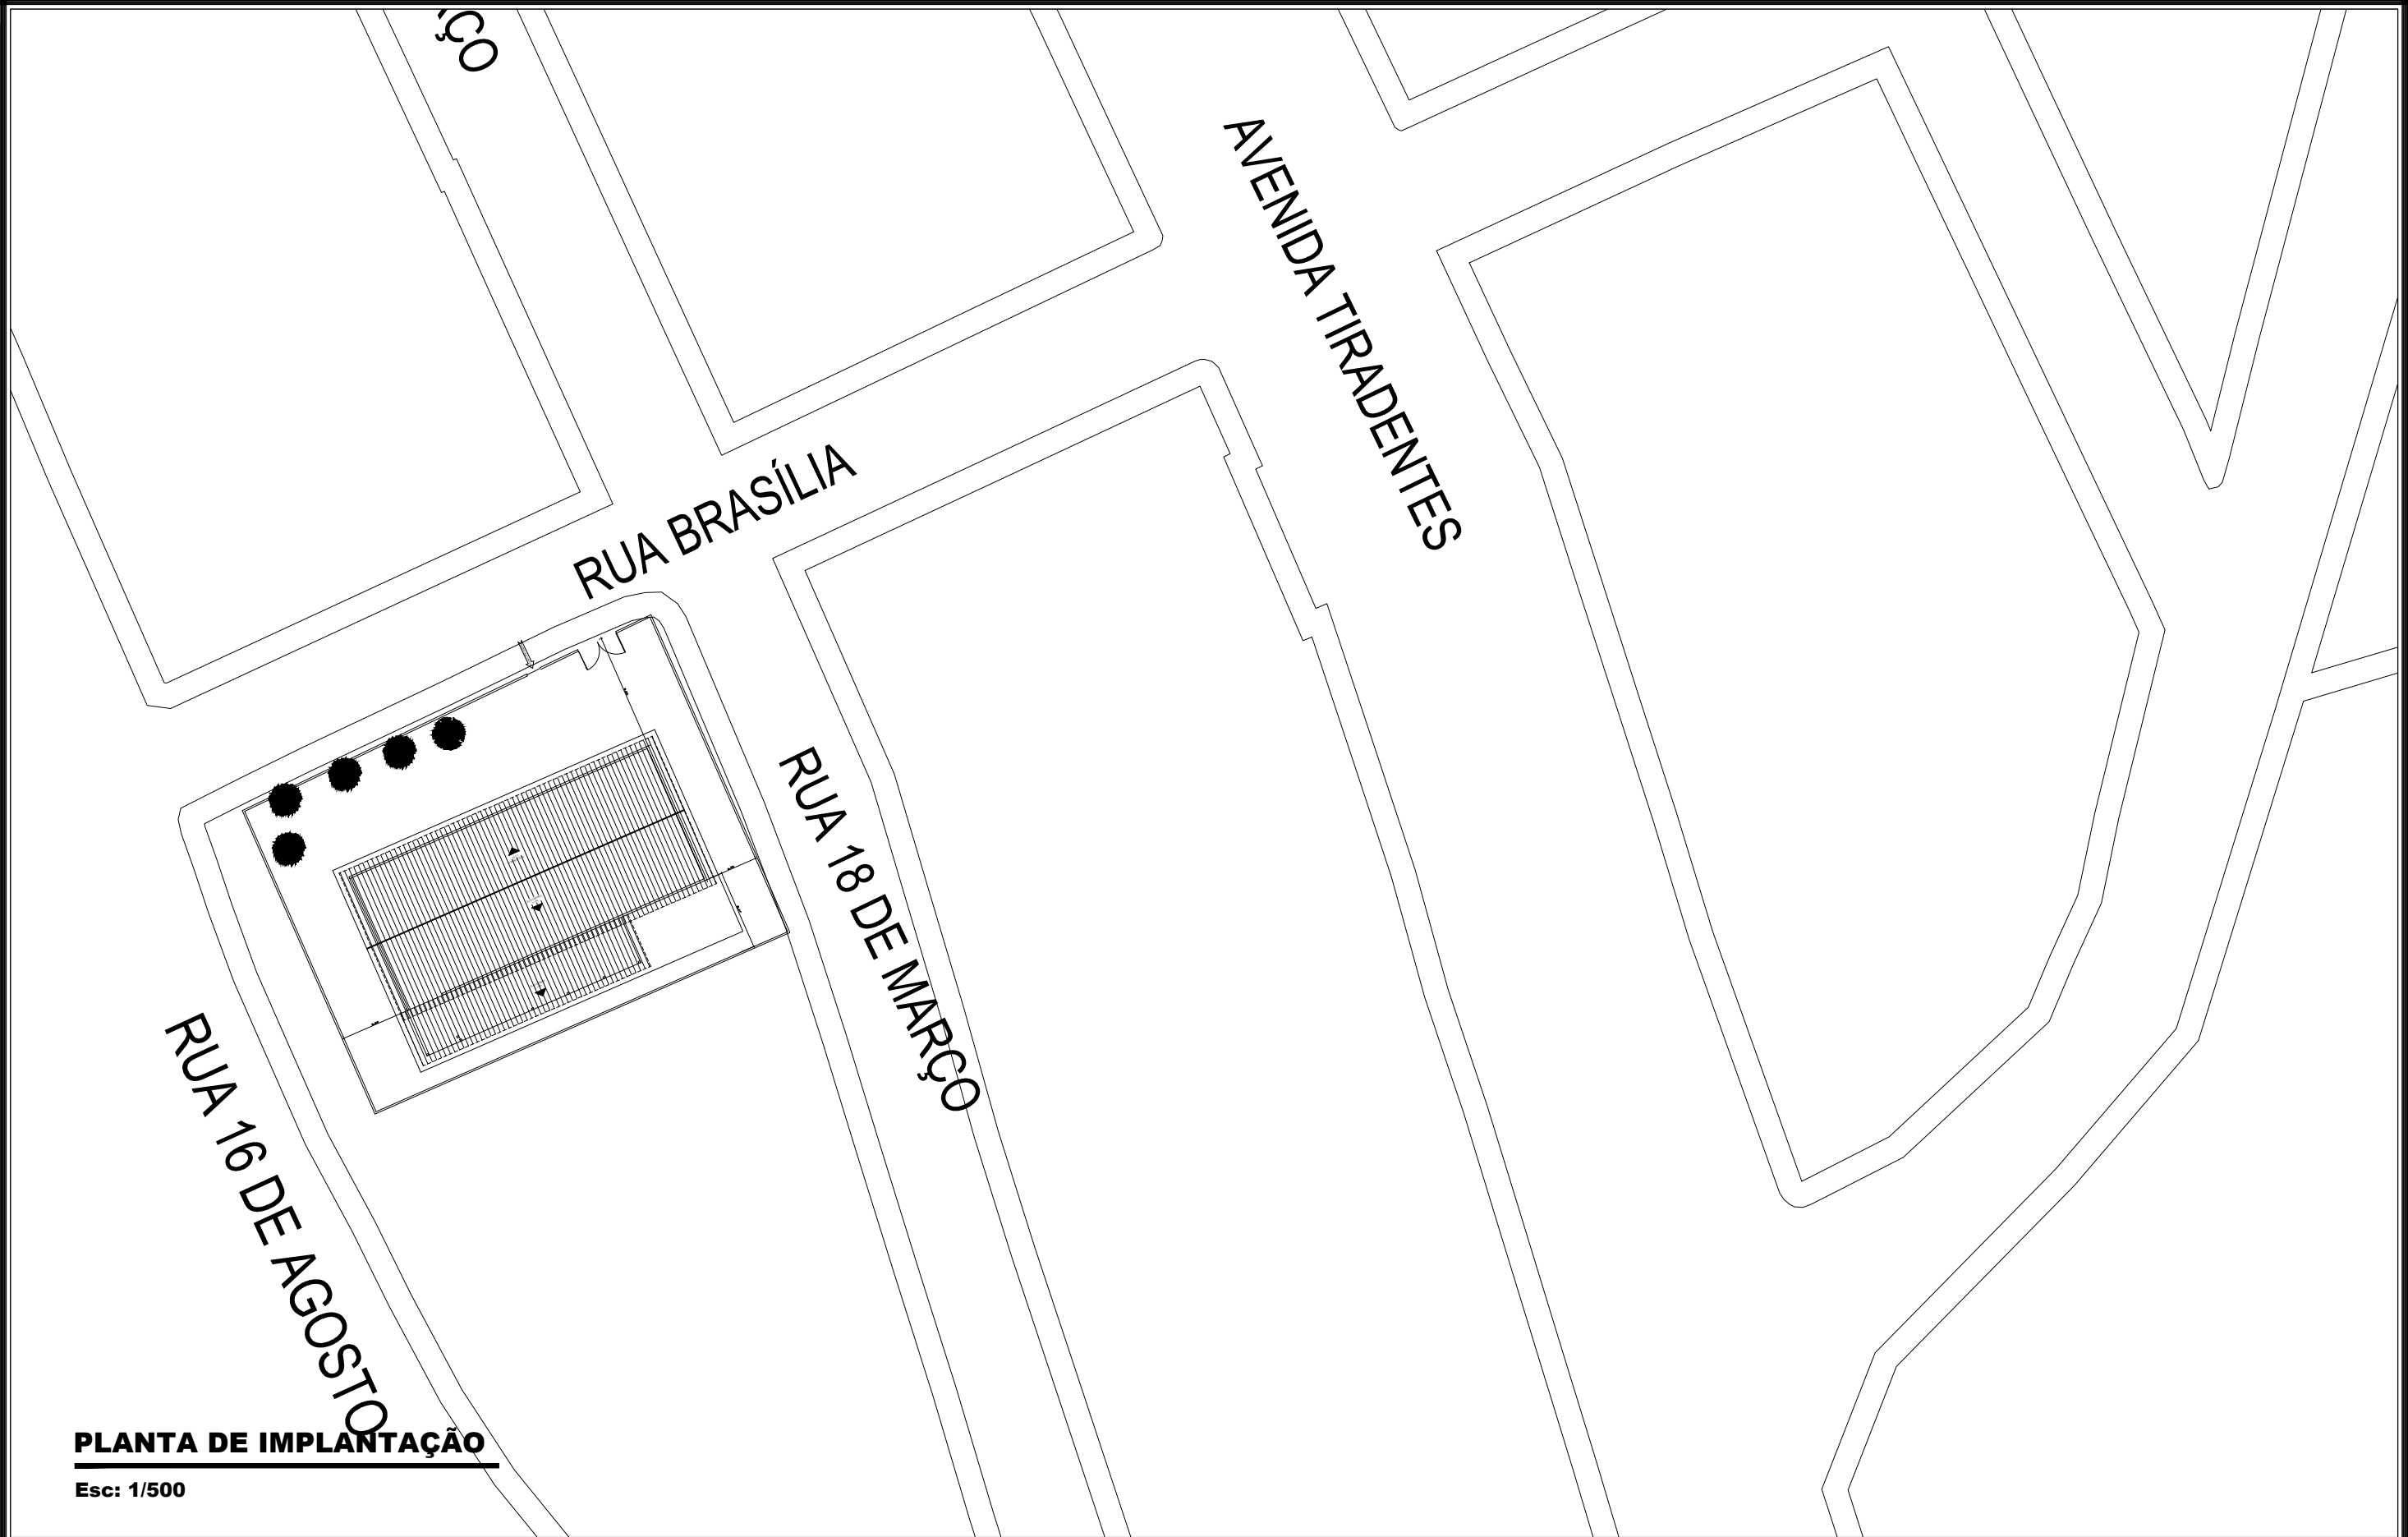 ÇO
AVENIDA TIRADENTES
RUA BRASÍLIA
RUA 18 DE MARÇO
RUA 16 DE AGOSTO
PLANTA DE IMPLANTAÇÃO
Esc: 1/500